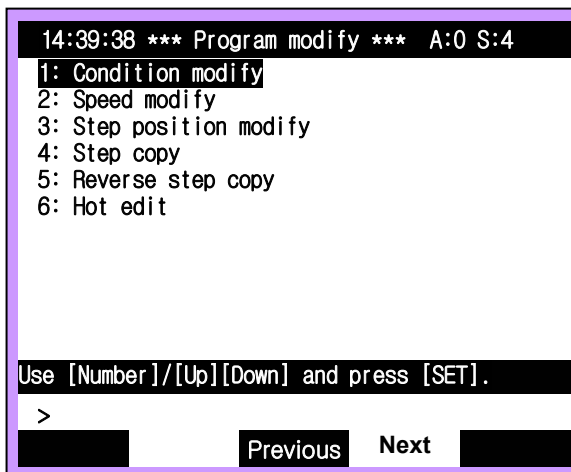 14:39:38 *** Program modify *** A:0 S:4
1: Condition modify
2: Speed modify
3: Step position modify
4: Step copy
5: Reverse step copy
6: Hot edit
Use [Number]/[Up][Down] and press [SET].
>
Previous Next